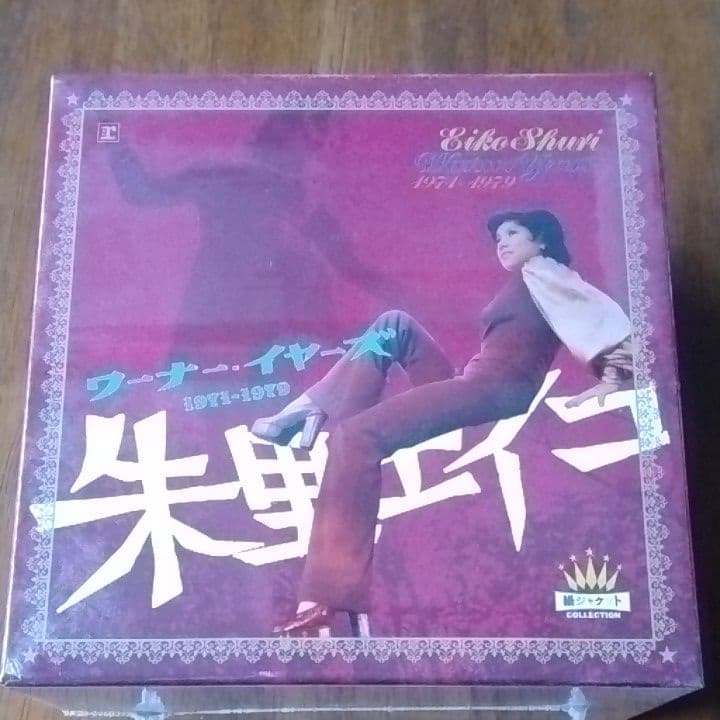 r
Eiko Shuri
Warner Years
1971-1979
ワーナー・イヤーズ
1971-1979
朱里エイコ
紙ジャケット
COLLECTION